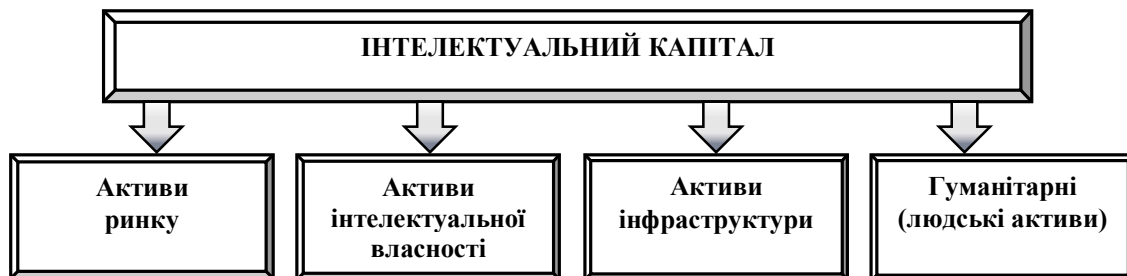 ІНТЕЛЕКТУАЛЬНИЙ КАПІТАЛ
Активи
ринку
Активи
інтелектуальної
власності
Активи
інфраструктури
Гуманітарні
(людські активи)